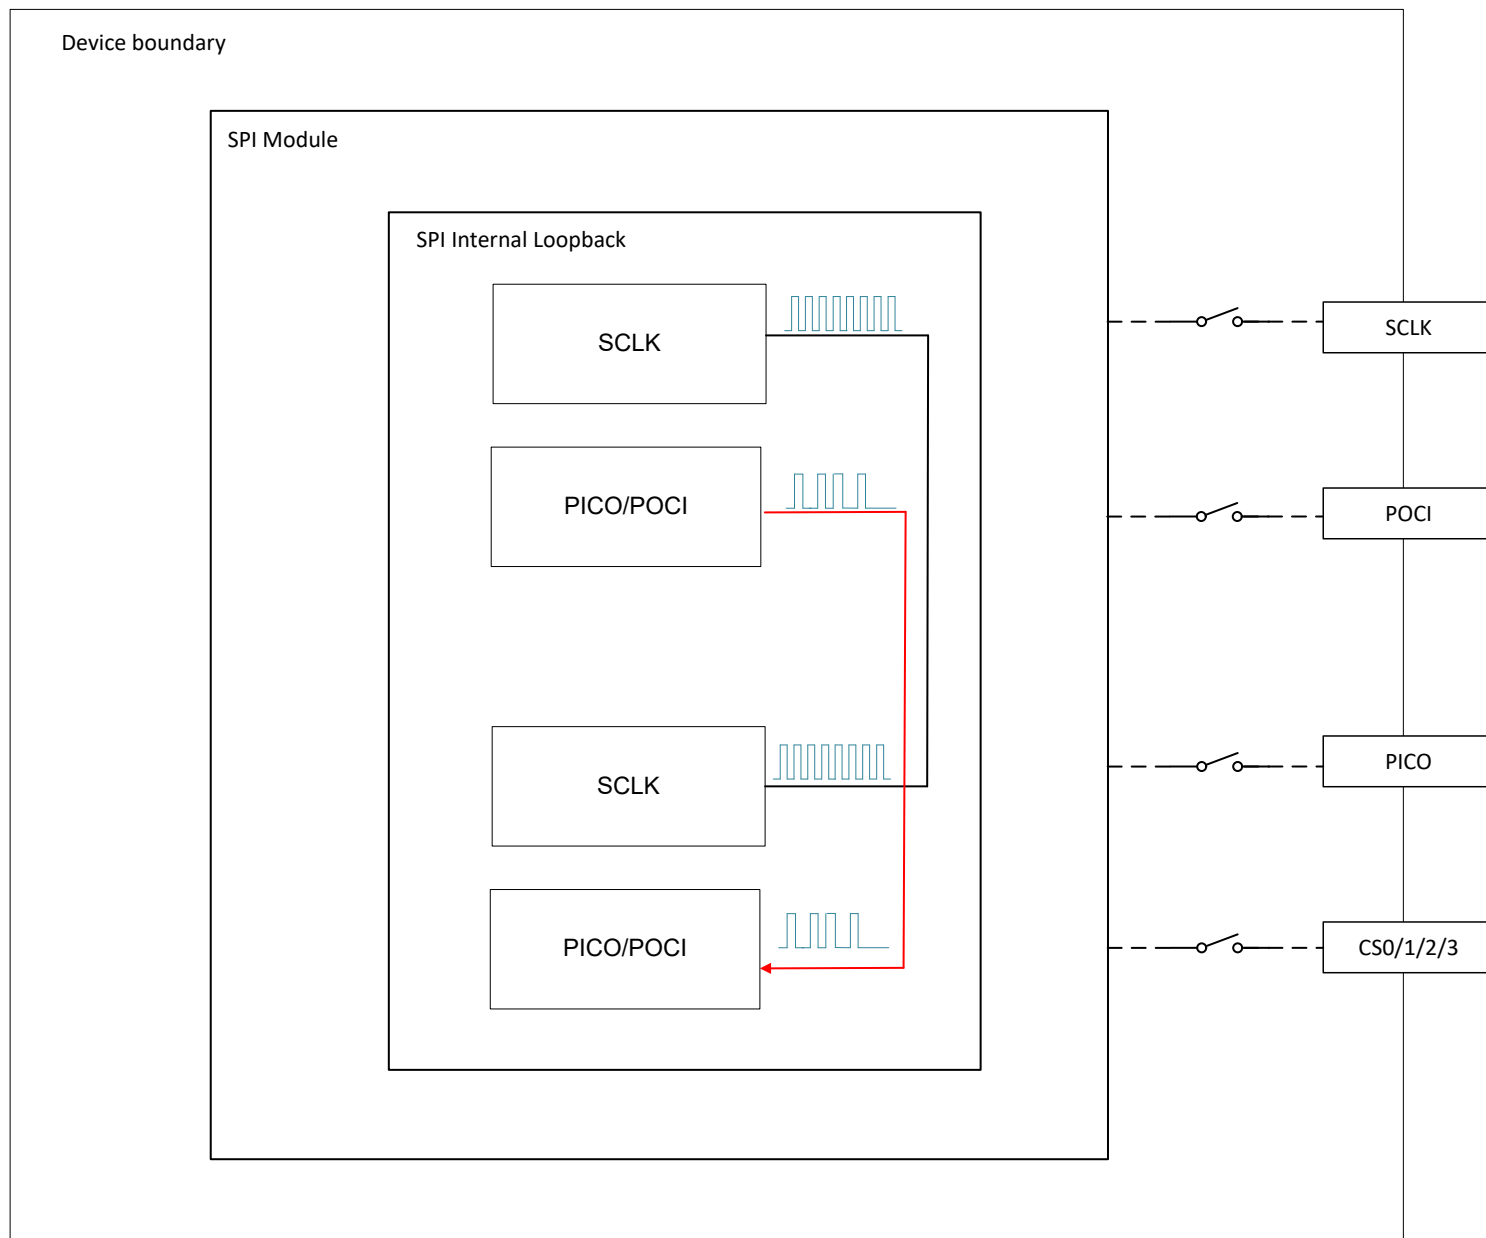 Device boundary
SPI Module
SPI Internal Loopback
SCLK
PICO/POCI
SCLK
PICO/POCI
SCLK
POCI
PICO
CS0/1/2/3